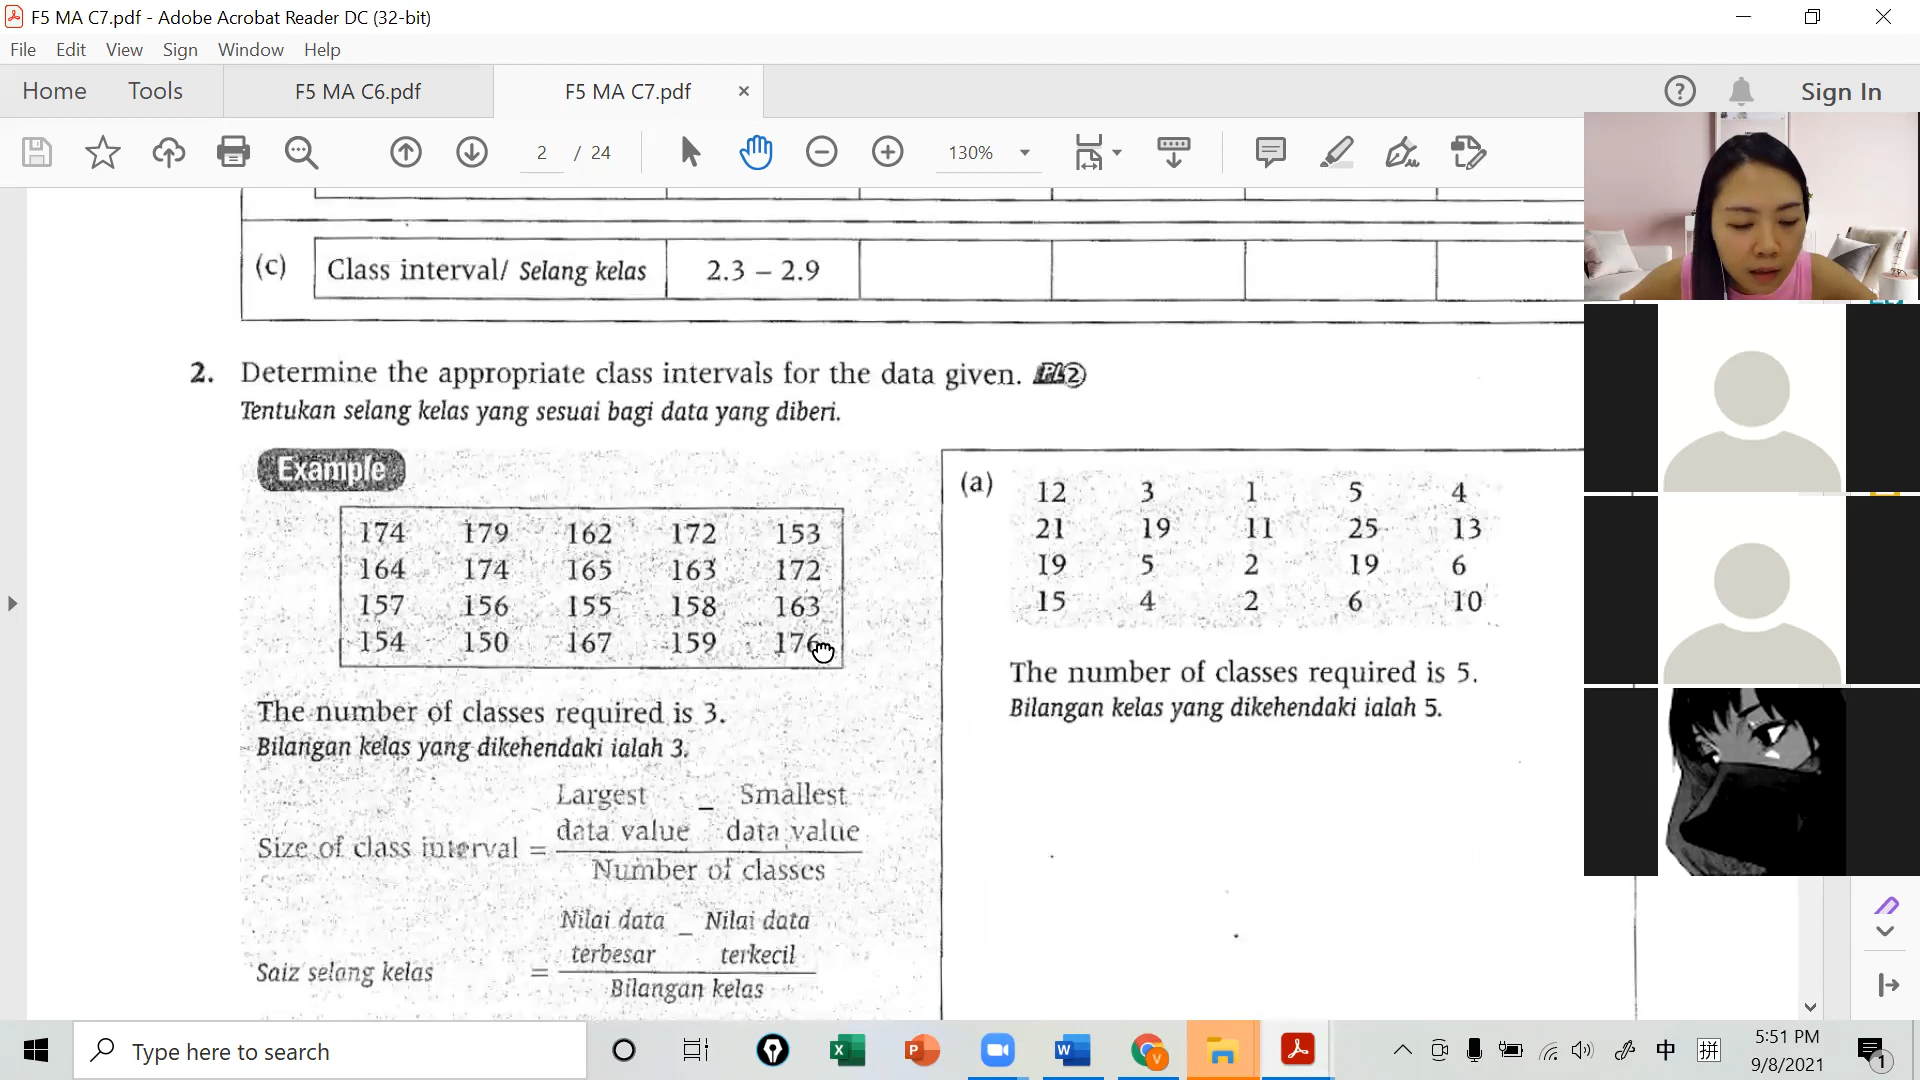 F5 MA C7.pdf - Adobe Acrobat Reader DC (32-bit)
File Edit View Sign Window Help
Home Tools F5 MA C6.pdf F5 MA C7.pdf × Sign In
2 / 24 130%
(c) Class interval/ Selang kelas 2.3 – 2.9
2. Determine the appropriate class intervals for the data given. PL2
Tentukan selang kelas yang sesuai bagi data yang diberi.
Example
174 179 162 172 153
164 174 165 163 172
157 156 155 158 163
154 150 167 159 176
The number of classes required is 3.
Bilangan kelas yang dikehendaki ialah 3.
Largest – Smallest
data value data value
Size of class interval =
Number of classes
Nilai data – Nilai data
terbesar terkecil
Saiz selang kelas =
Bilangan kelas
(a) 12 3 1 5 4
21 19 11 25 13
19 5 2 19 6
15 4 2 6 10
The number of classes required is 5.
Bilangan kelas yang dikehendaki ialah 5.
Type here to search
中 拼
5:51 PM
9/8/2021
1